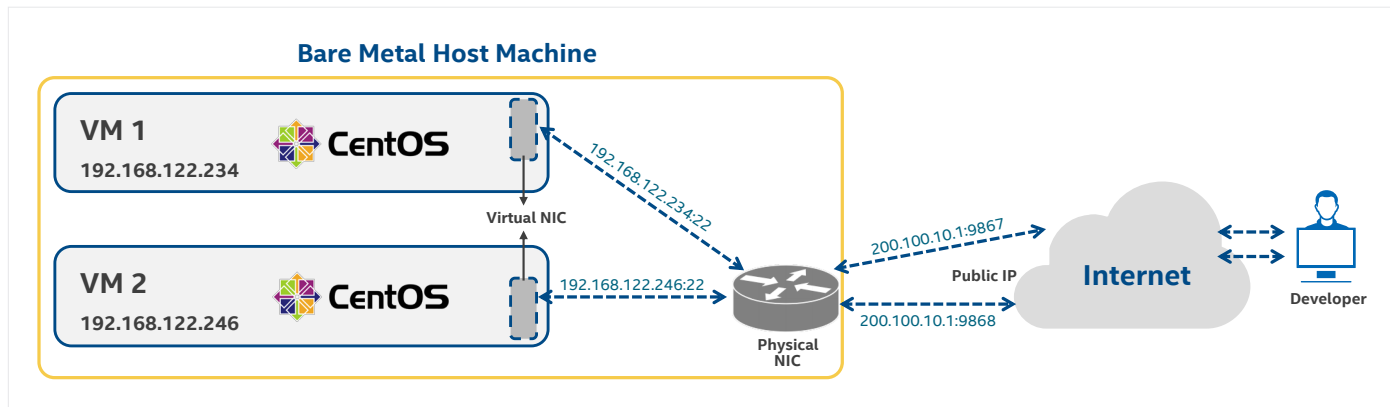 Bare Metal Host Machine
VM 1
CentOS
192.168.122.234
Virtual NIC
VM 2
CentOS
192.168.122.246
192.168.122.234:22
192.168.122.246:22
Physical
NIC
200.100.10.1:9867
Public IP
200.100.10.1:9868
Internet
Developer